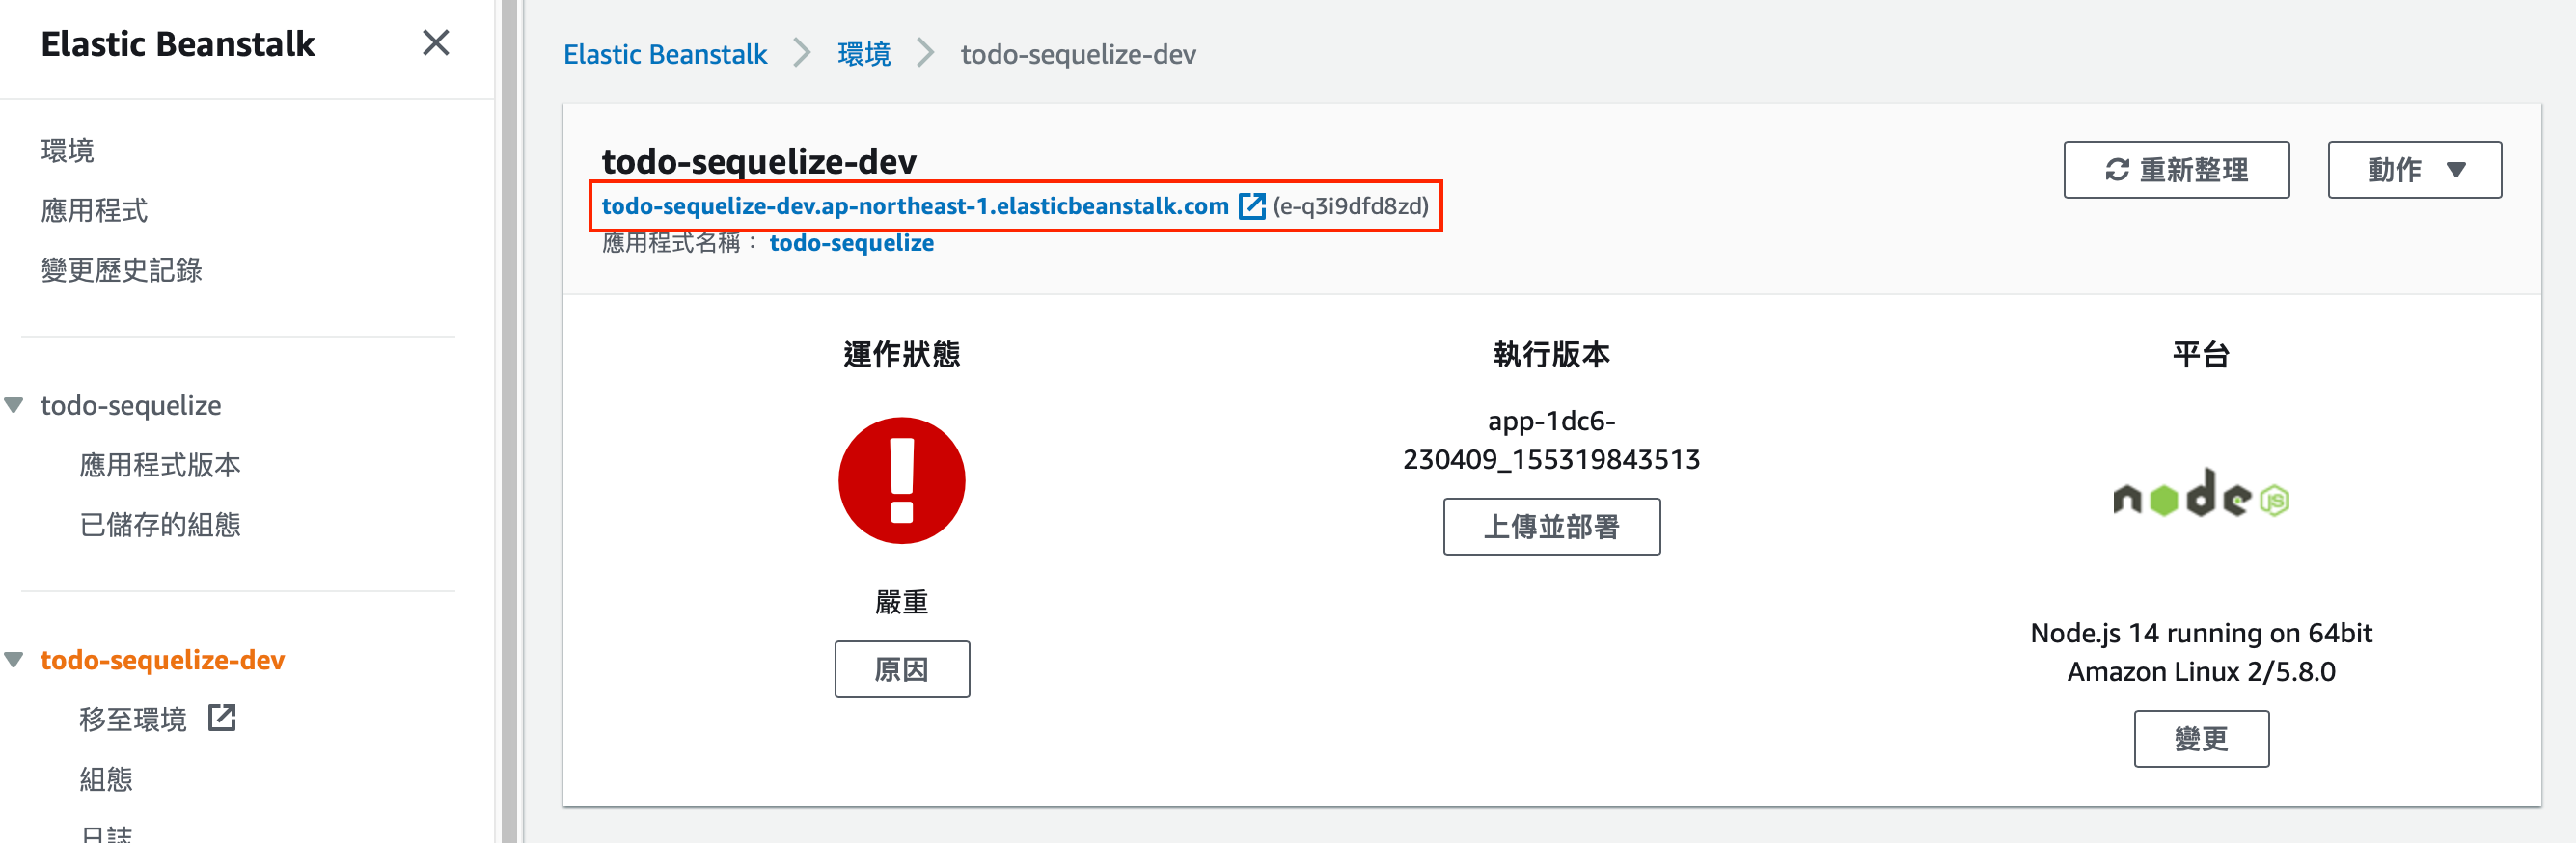 Elastic Beanstalk
環境
應用程式
變更歷史記錄
todo-sequelize
應用程式版本
已儲存的組態
todo-sequelize-dev
移至環境
組態
日誌
Elastic Beanstalk
環境
todo-sequelize-dev
todo-sequelize-dev
todo-sequelize-dev.ap-northeast-1.elasticbeanstalk.com (e-q3i9dfd8zd)
應用程式名稱： todo-sequelize
重新整理
動作
運作狀態
嚴重
原因
執行版本
app-1dc6-
230409_155319843513
上傳並部署
平台
node JS
Node.js 14 running on 64bit
Amazon Linux 2/5.8.0
變更